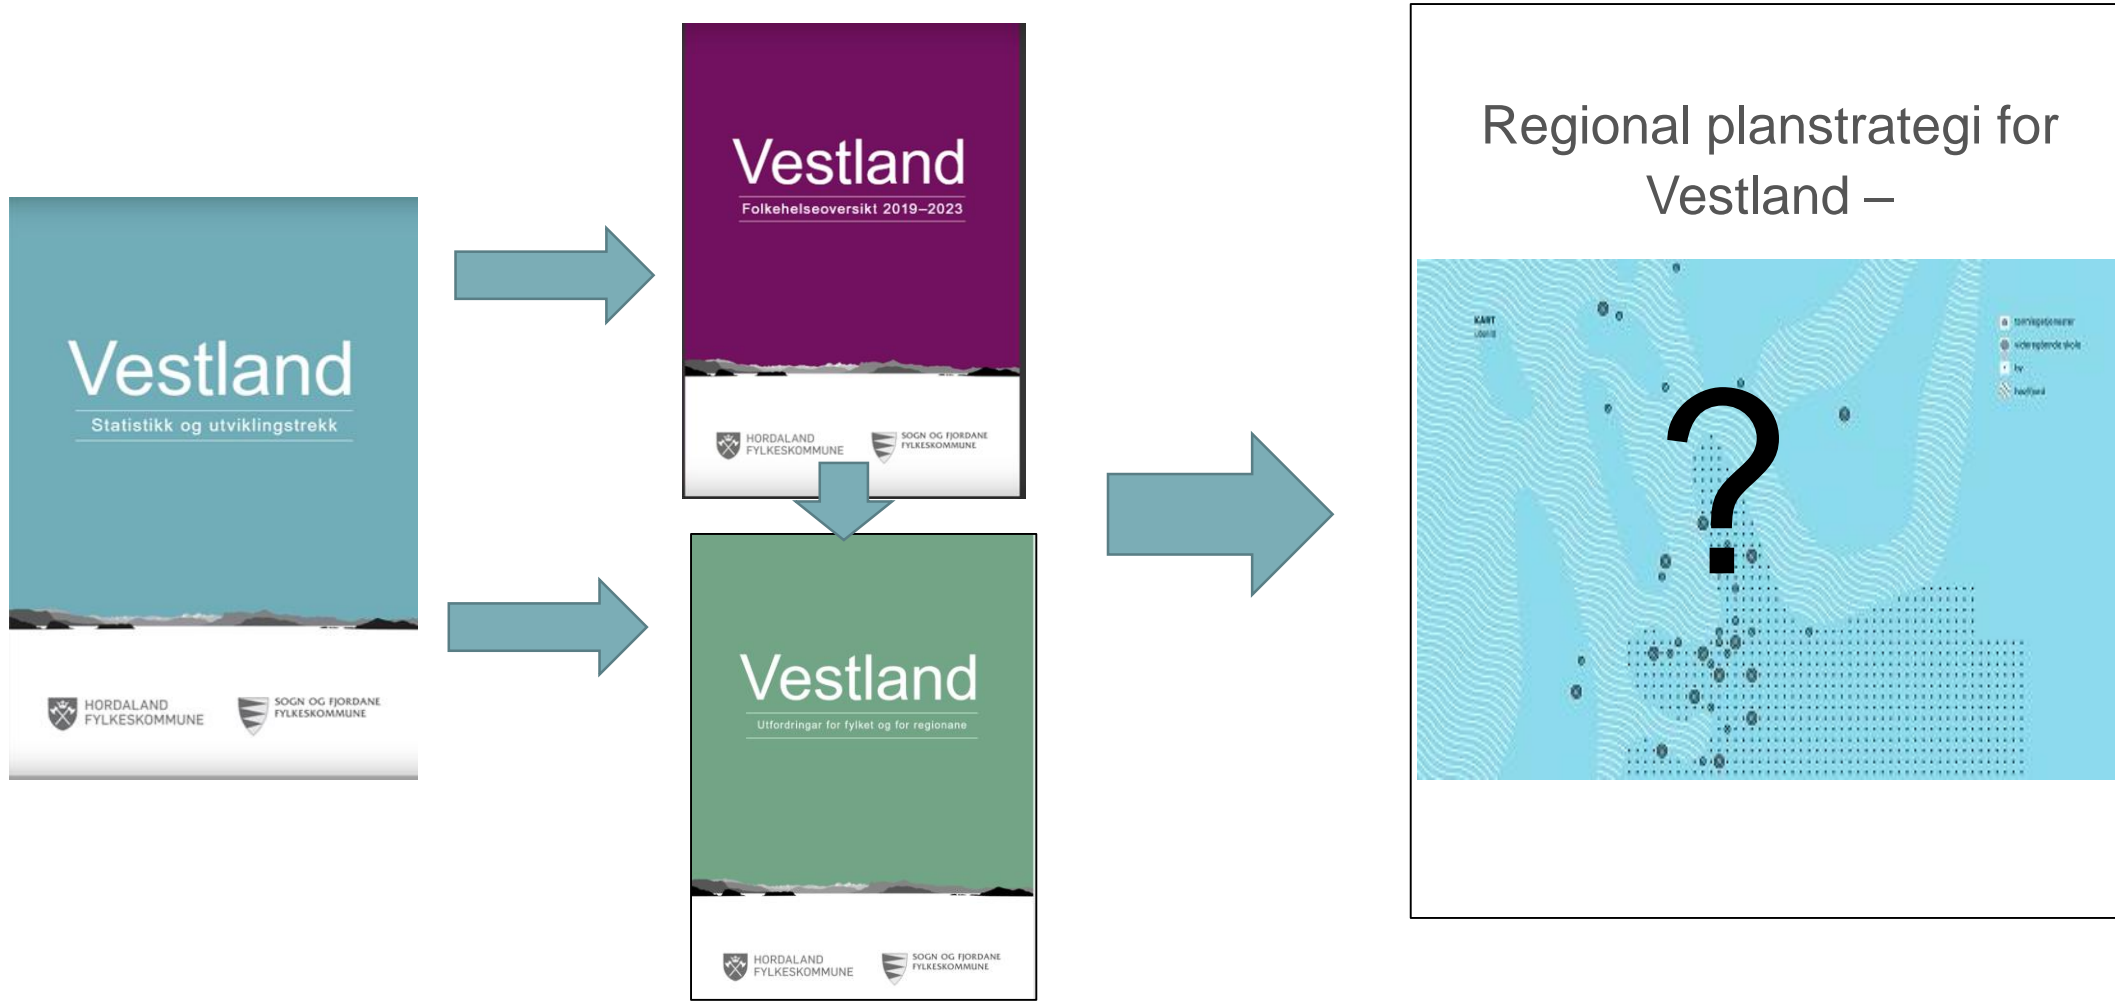 Vestland
Statistikk og utviklingstrekk
HORDALAND
FYLKESKOMMUNE
SOGN OG FJORDANE
FYLKESKOMMUNE
Vestland
Folkehelseoversikt 2019–2023
HORDALAND
FYLKESKOMMUNE
SOGN OG FJORDANE
FYLKESKOMMUNE
Vestland
Utfordringar for fylket og for regionane
HORDALAND
FYLKESKOMMUNE
SOGN OG FJORDANE
FYLKESKOMMUNE
Regional planstrategi for
Vestland –
KART
?
by